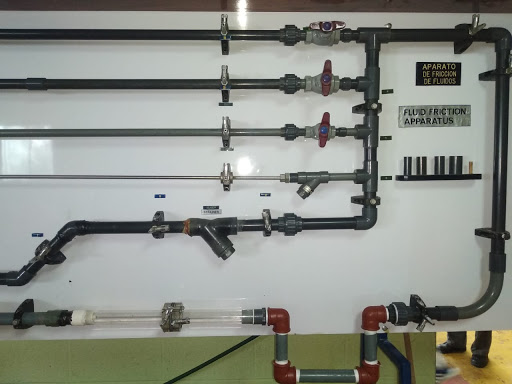 APARATO
DE FRICCION
DE FLUIDOS
FLUID FRICTION
APPARATUS